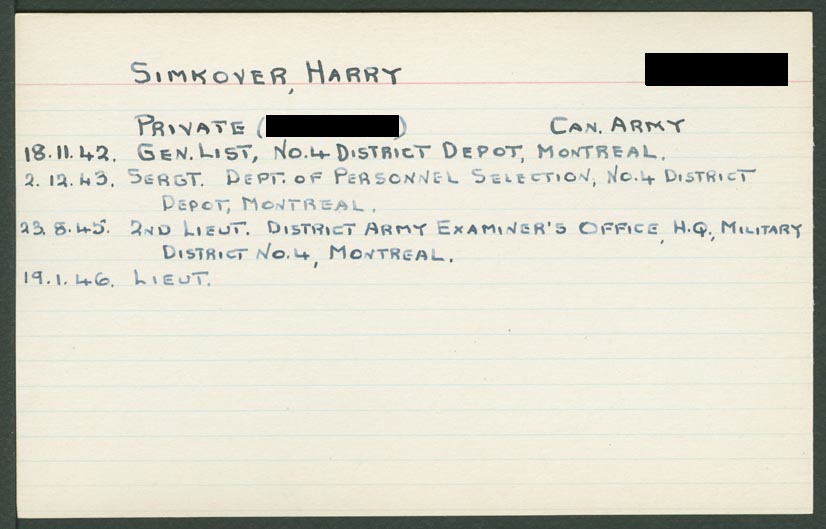 SIMKOVER, HARRY
PRIVATE ( ) CAN. ARMY
18.11.42. GEN. LIST, NO.4 DISTRICT DEPOT, MONTREAL.
2.12.43. SERGT. DEPT. OF PERSONNEL SELECTION, NO.4 DISTRICT
DEPOT, MONTREAL.
23.8.45. 2ND LIEUT. DISTRICT ARMY EXAMINER'S OFFICE, H.Q., MILITARY
DISTRICT NO.4, MONTREAL.
19.1.46. LIEUT.